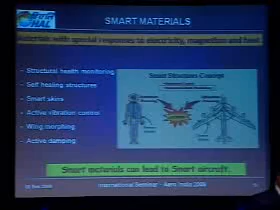 HAL
SMART MATERIALS
Materials with special responses to electricity, magnetism and heat
- Structural health monitoring
- Self healing structures
- Smart skins
- Active vibration control
- Wing morphing
- Active damping
Smart Structures Concept
Smart materials can lead to Smart aircraft.
International Seminar - Aero India 2009